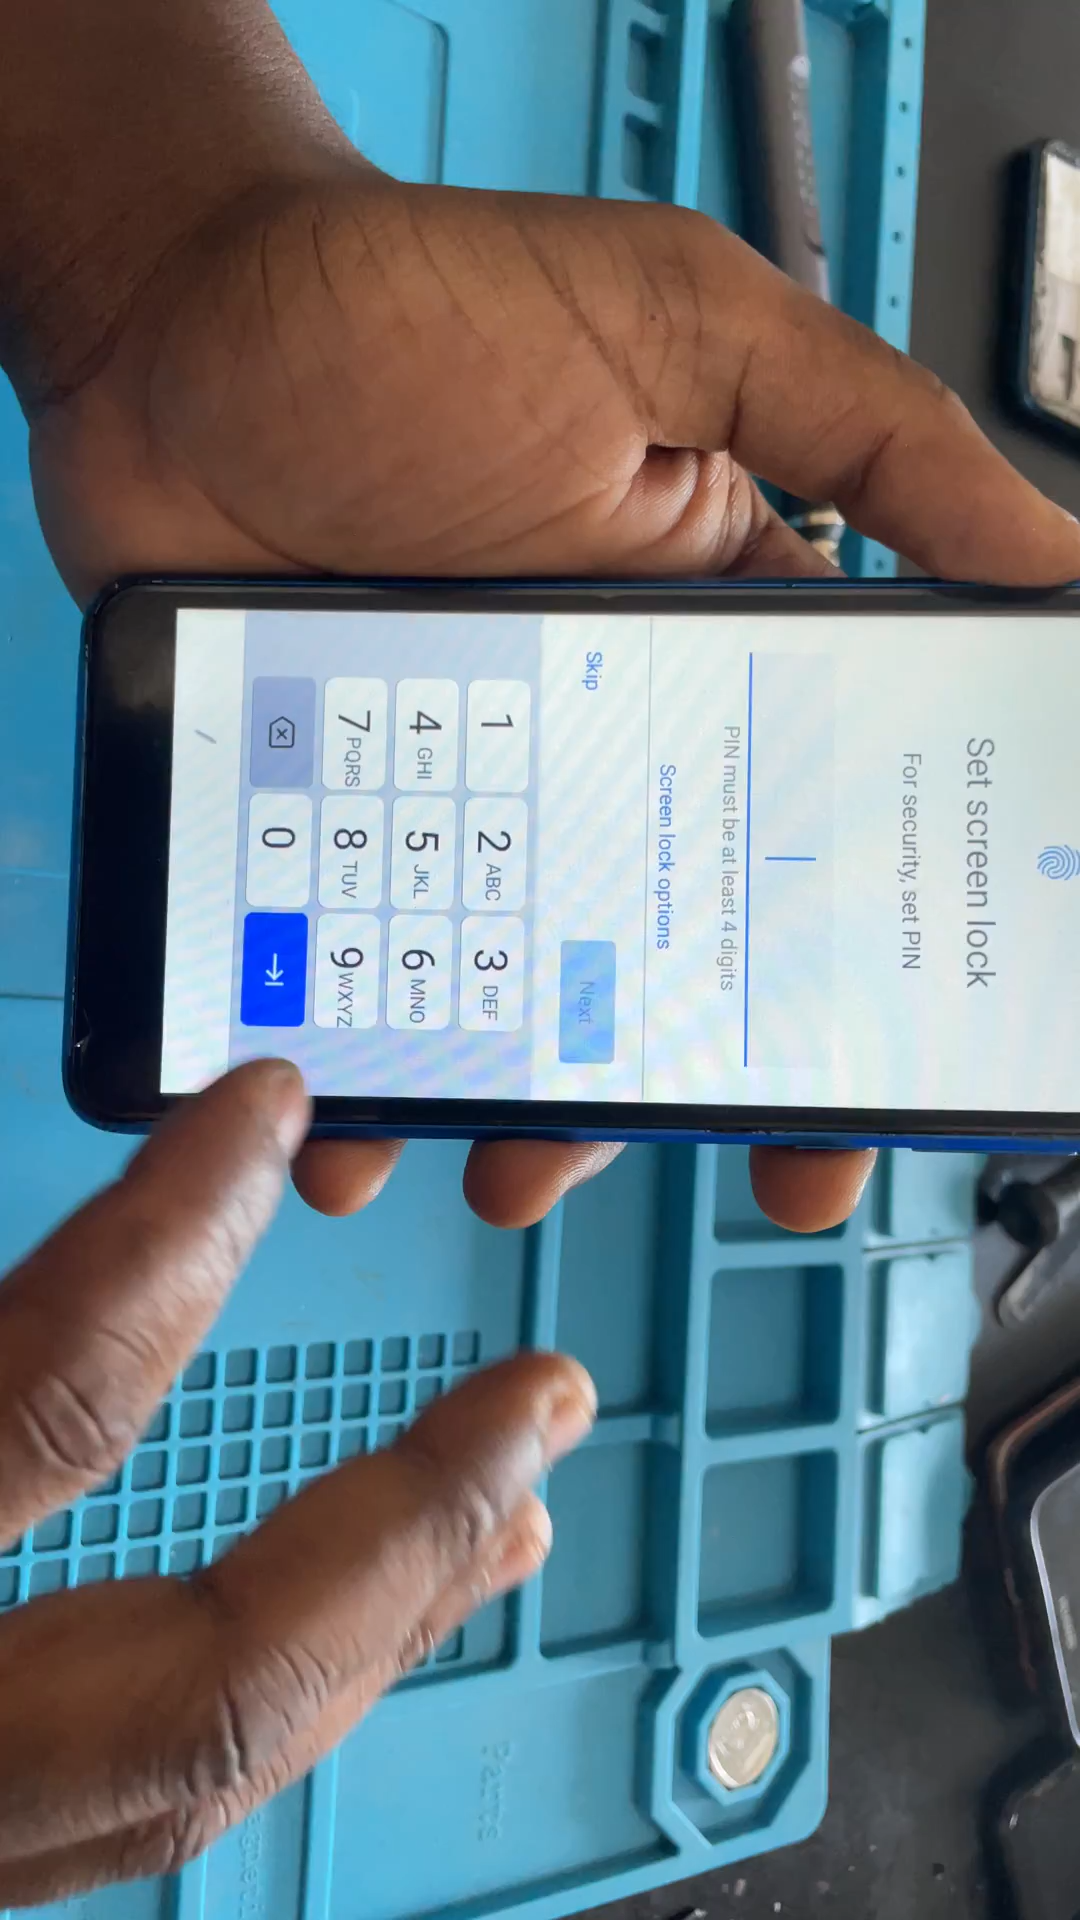 Set screen lock
For security, set PIN
PIN must be at least 4 digits
Screen lock options
Skip
Next
1
2 ABC
3 DEF
4 GHI
5 JKL
6 MNO
7 PQRS
8 TUV
9 WXYZ
0
Parts